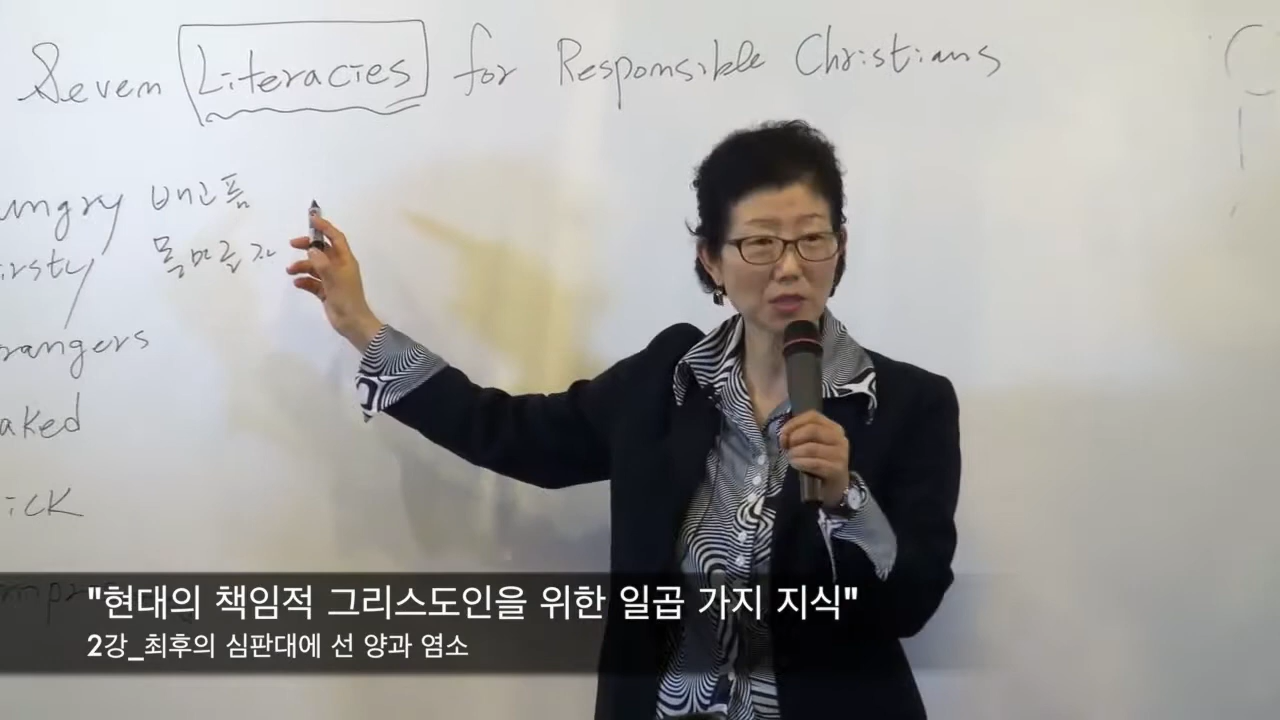 Seven Literacies for Responsible Christians
ungry 배고픔
irsty 목마른자
rangers
aked
ick
"현대의 책임적 그리스도인을 위한 일곱 가지 지식"
2강_최후의 심판대에 선 양과 염소